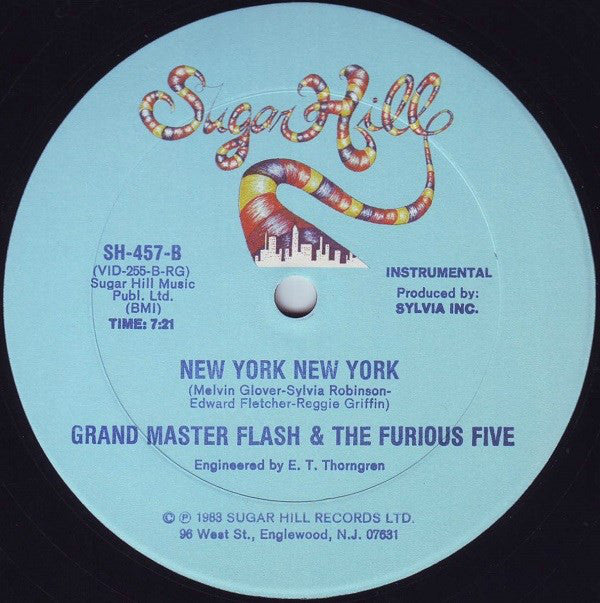 Sugar Hill
SH-457-B
(VID-255-B-RG)
Sugar Hill Music
Publ. Ltd.
(BMI)
TIME: 7:21
INSTRUMENTAL
Produced by:
SYLVIA INC.
NEW YORK NEW YORK
(Melvin Glover-Sylvia Robinson-
Edward Fletcher-Reggie Griffin)
GRAND MASTER FLASH & THE FURIOUS FIVE
Engineered by E. T. Thorngren
© ℗ 1983 SUGAR HILL RECORDS LTD.
96 West St., Englewood, N.J. 07631